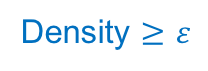 Density ≥ ε